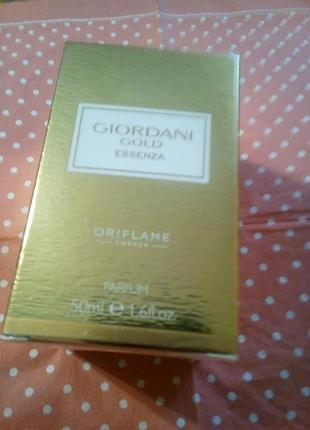 GIORDANI
GOLD
ESSENZA
ORIFLAME
SWEDEN
PARFUM
50ml ℮ 1.6fl.oz.